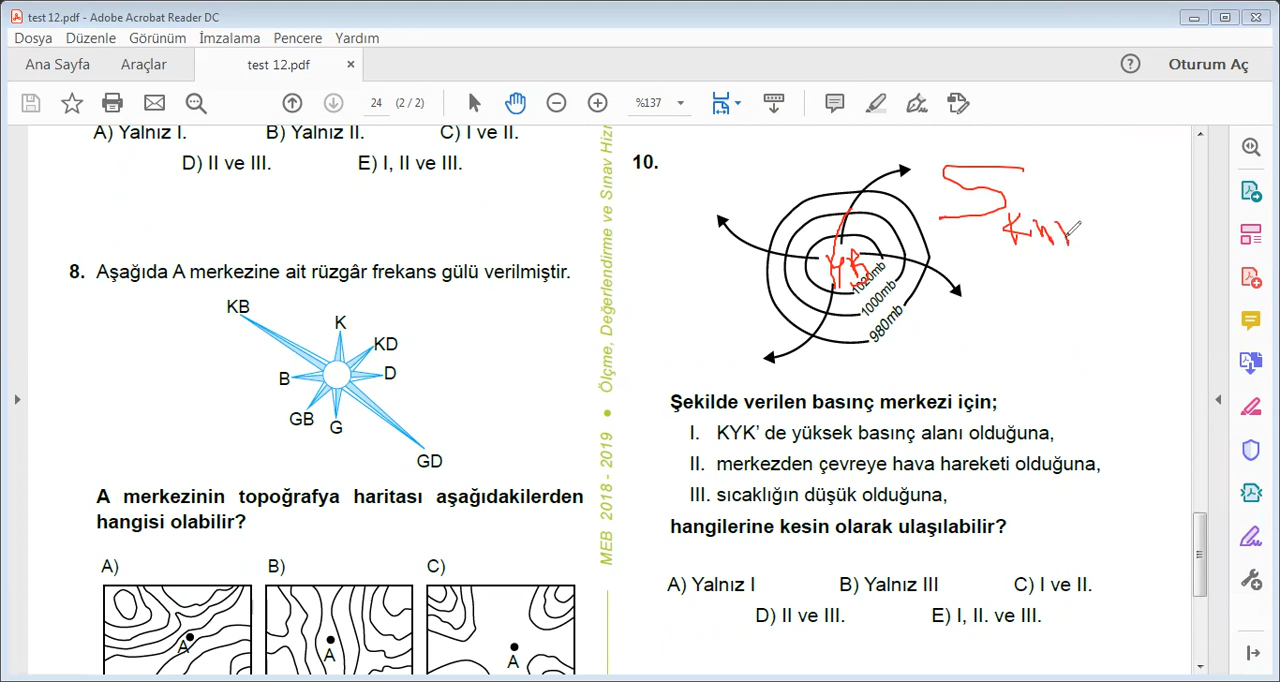 test 12.pdf - Adobe Acrobat Reader DC
Dosya Düzenle Görünüm İmzalama Pencere Yardım
Ana Sayfa Araçlar test 12.pdf × Oturum Aç
24 (2 / 2) %137
A) Yalnız I. B) Yalnız II. C) I ve II.
D) II ve III. E) I, II ve III.
8. Aşağıda A merkezine ait rüzgâr frekans gülü verilmiştir.
KB
K
KD
B
D
GB
G
GD
A merkezinin topoğrafya haritası aşağıdakilerden
hangisi olabilir?
A) B) C)
A
A
A
MEB 2018 - 2019 • Ölçme, Değerlendirme ve Sınav Hizı
10.
YB
1020mb
1000mb
980mb
Şekilde verilen basınç merkezi için;
I. KYK' de yüksek basınç alanı olduğuna,
II. merkezden çevreye hava hareketi olduğuna,
III. sıcaklığın düşük olduğuna,
hangilerine kesin olarak ulaşılabilir?
A) Yalnız I B) Yalnız III C) I ve II.
D) II ve III. E) I, II. ve III.